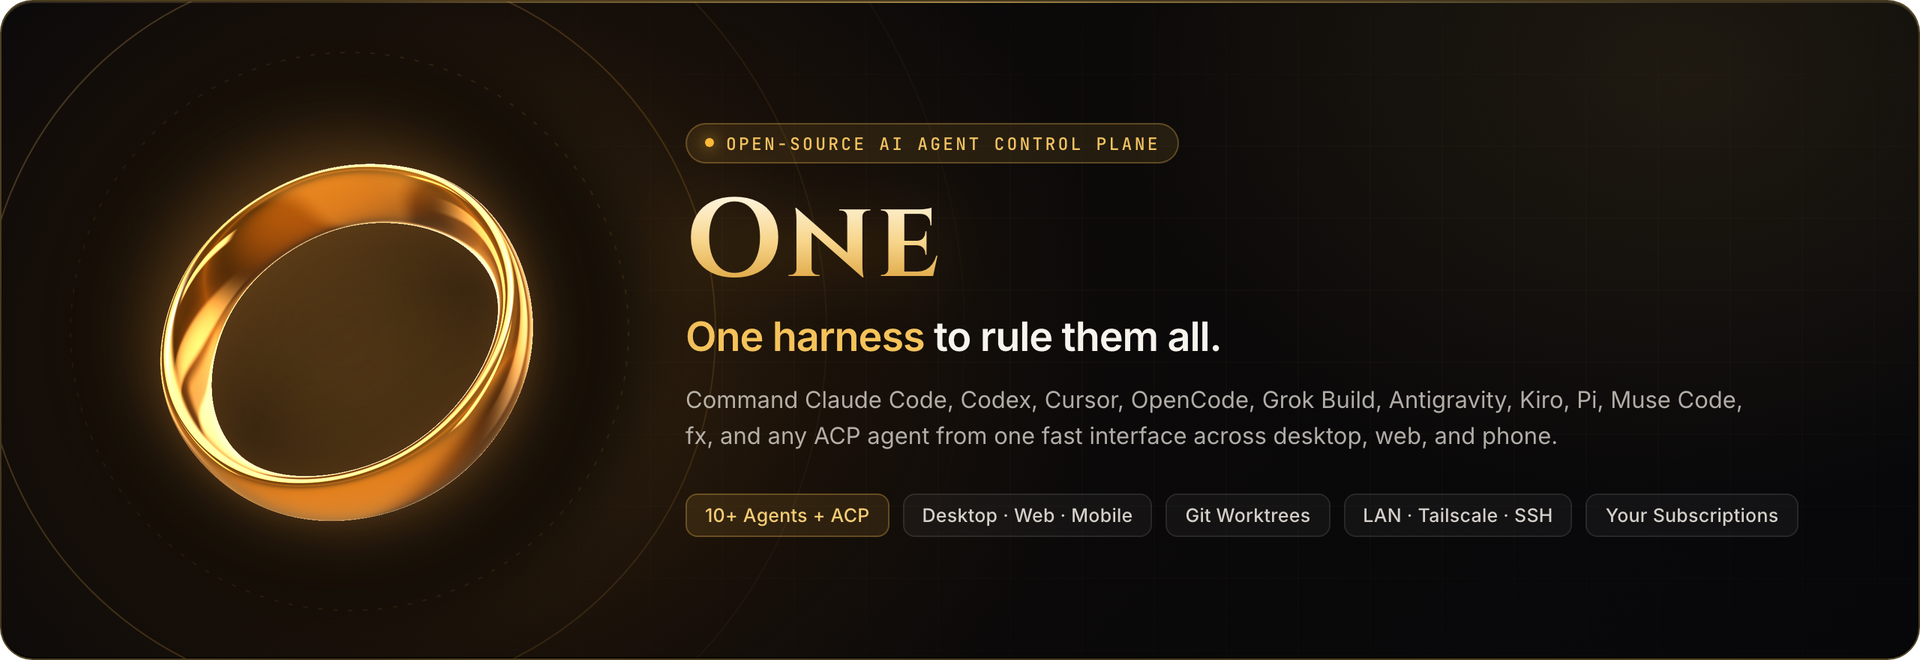 OPEN-SOURCE AI AGENT CONTROL PLANE
ONE
One harness to rule them all.
Command Claude Code, Codex, Cursor, OpenCode, Grok Build, Antigravity, Kiro, Pi, Muse Code,
fx, and any ACP agent from one fast interface across desktop, web, and phone.
10+ Agents + ACP
Desktop · Web · Mobile
Git Worktrees
LAN · Tailscale · SSH
Your Subscriptions